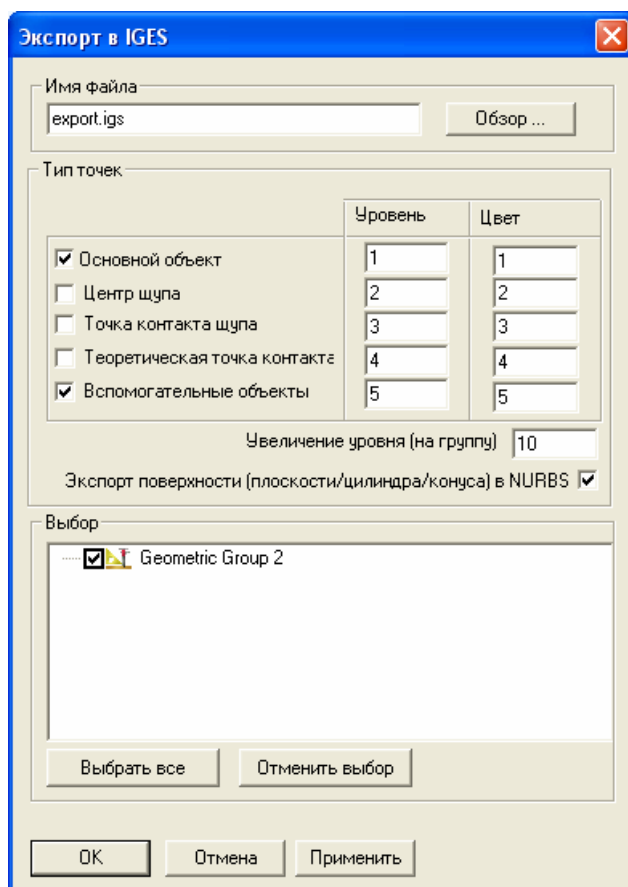 Экспорт в IGES
Имя файла
export.igs
Обзор ...
Тип точек
Уровень Цвет
Основной объект 1 1
Центр щупа 2 2
Точка контакта щупа 3 3
Теоретическая точка контакта 4 4
Вспомогательные объекты 5 5
Увеличение уровня (на группу) 10
Экспорт поверхности (плоскости/цилиндра/конуса) в NURBS
Выбор
Geometric Group 2
Выбрать все Отменить выбор
OK Отмена Применить